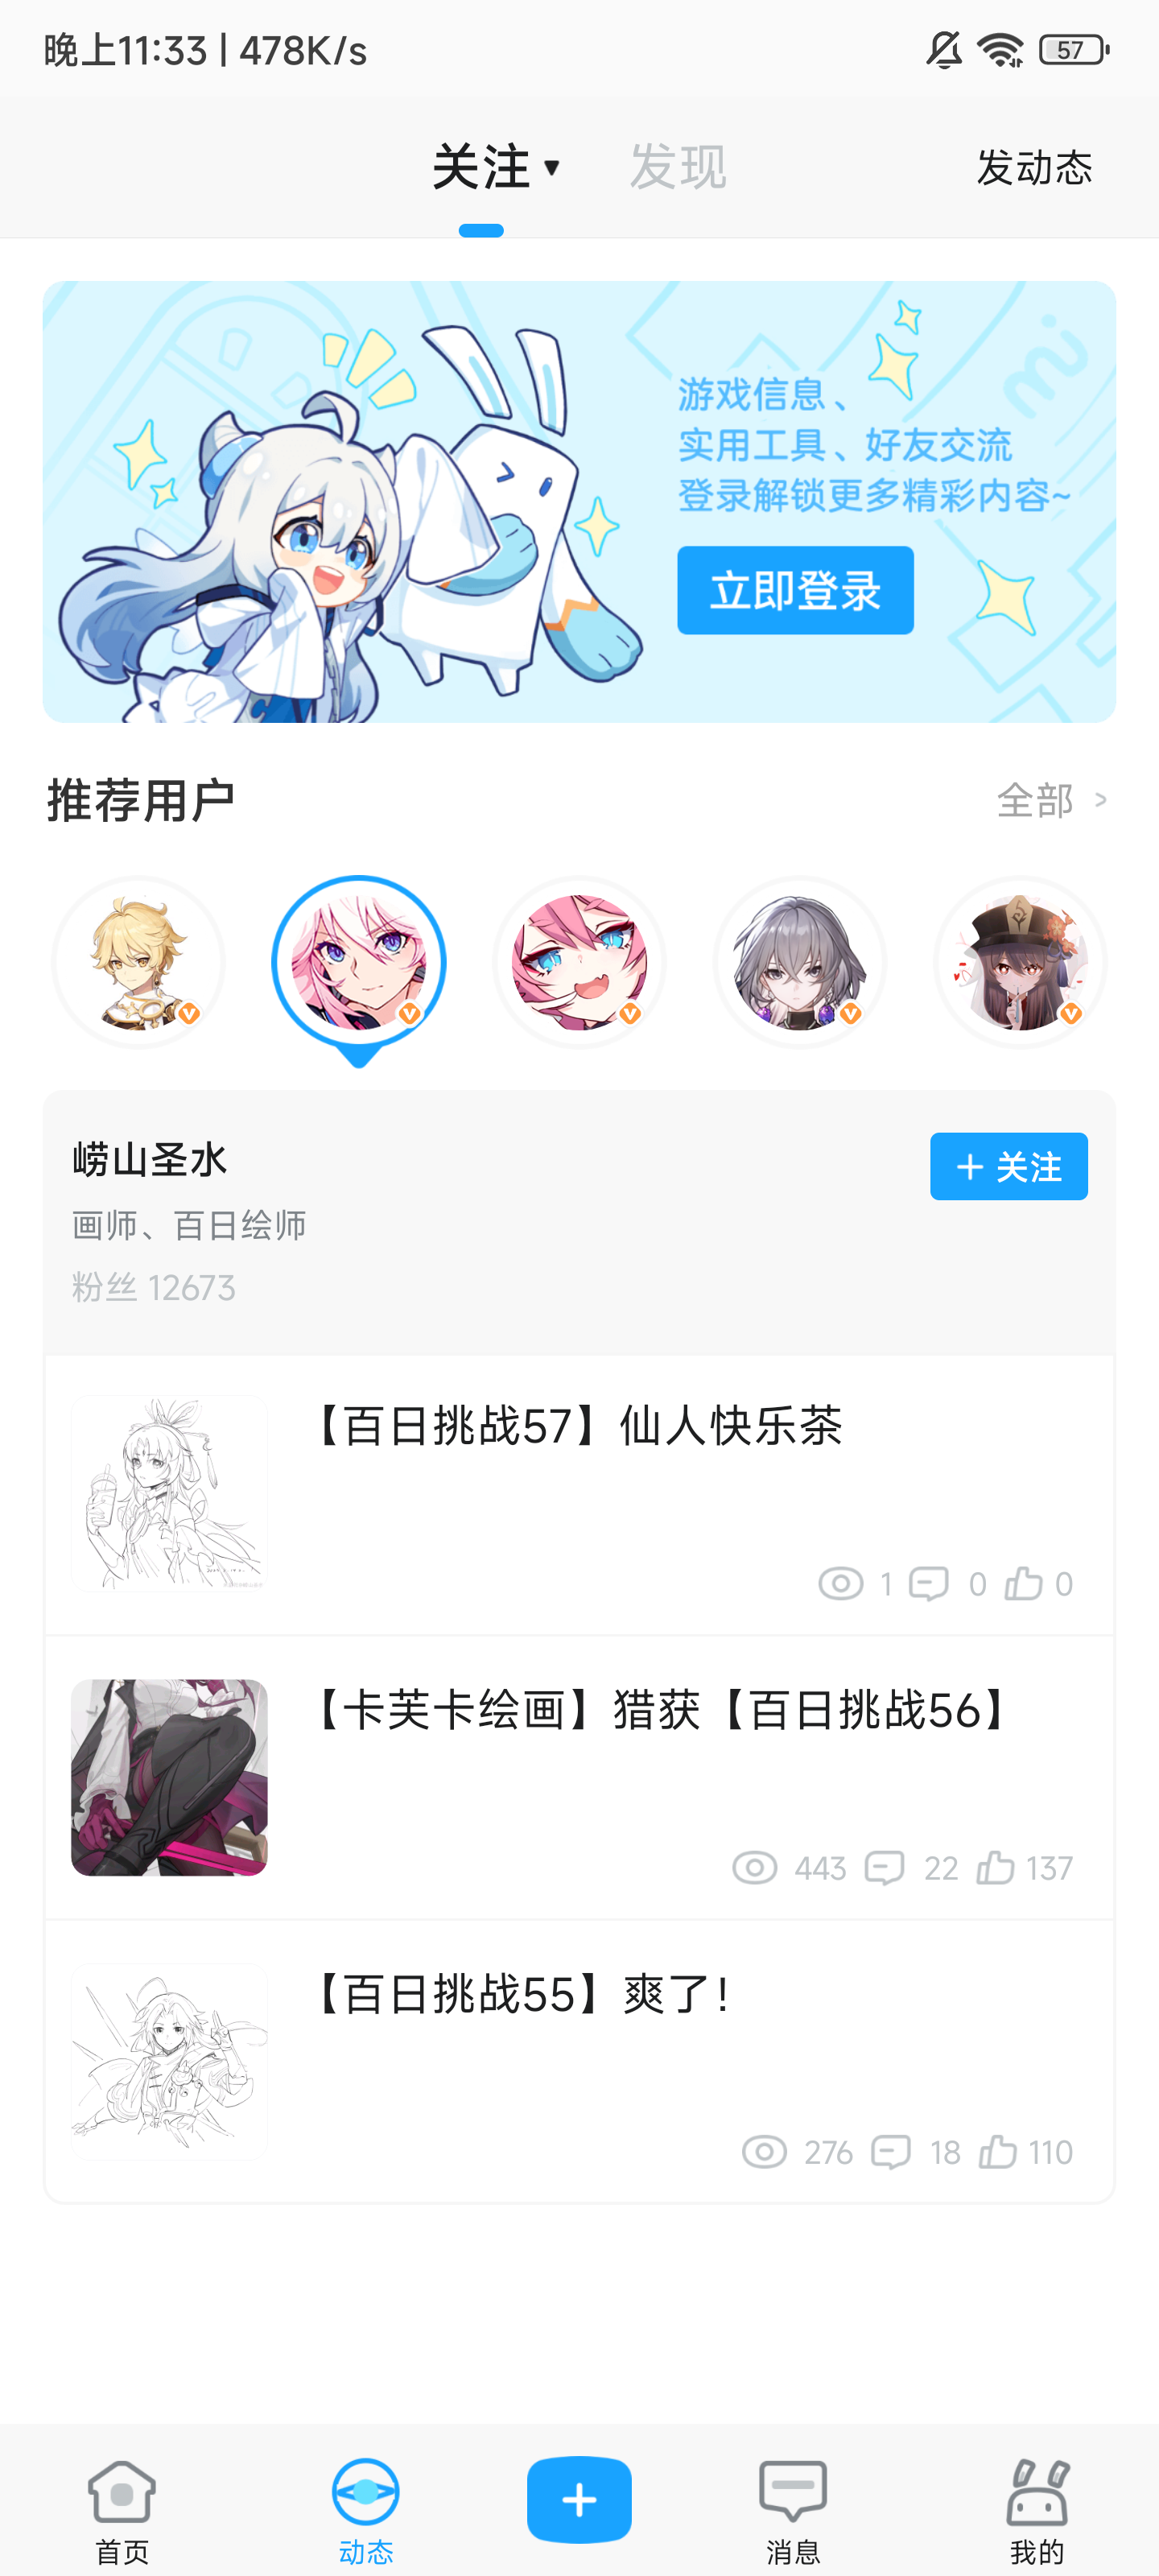 晚上11:33 | 478K/s
57
关注 ▾
发现
发动态
游戏信息、
实用工具、好友交流
登录解锁更多精彩内容~
立即登录
推荐用户
全部 >
崂山圣水
+ 关注
画师、百日绘师
粉丝 12673
【百日挑战57】仙人快乐茶
1 0 0
【卡芙卡绘画】猎获【百日挑战56】
443 22 137
【百日挑战55】爽了！
276 18 110
首页
动态
消息
我的